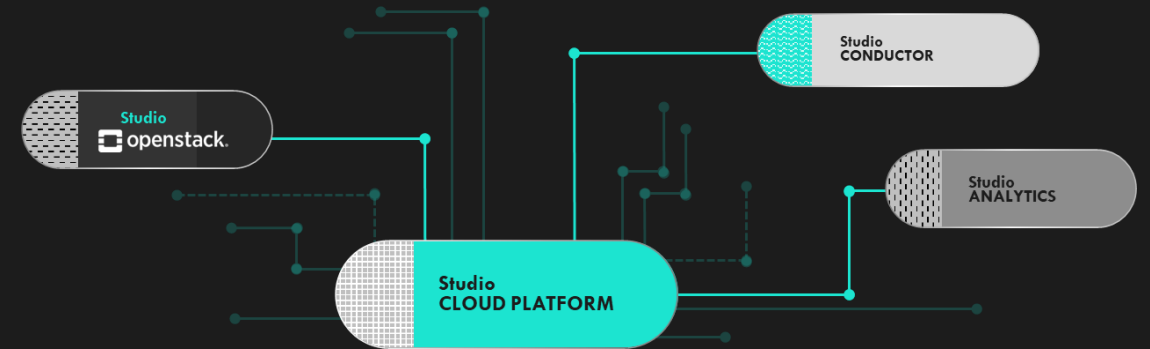 Studio
CONDUCTOR
Studio
openstack.
Studio
ANALYTICS
Studio
CLOUD PLATFORM